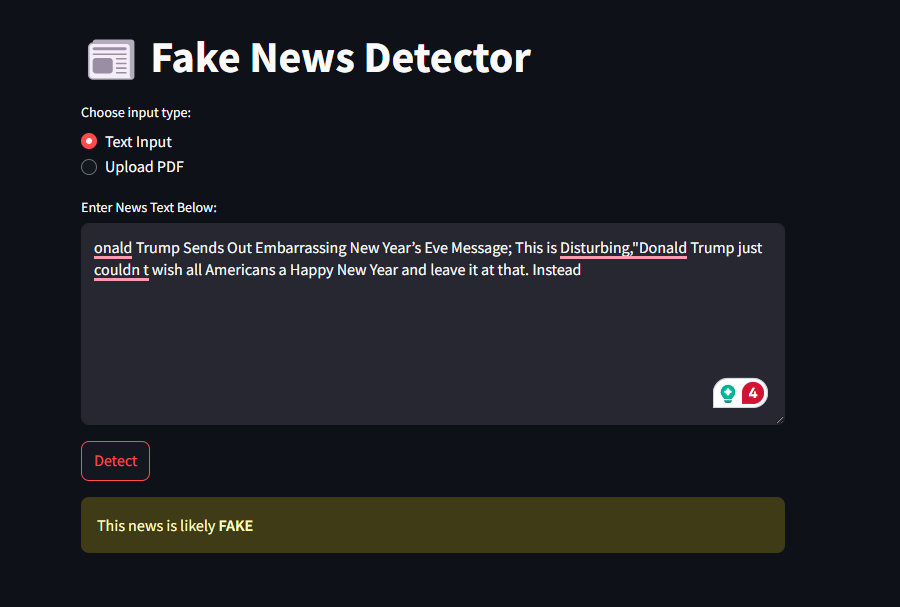 Fake News Detector
Choose input type:
Text Input
Upload PDF
Enter News Text Below:
onald Trump Sends Out Embarrassing New Year’s Eve Message; This is Disturbing,"Donald Trump just
couldn t wish all Americans a Happy New Year and leave it at that. Instead
4
Detect
This news is likely FAKE